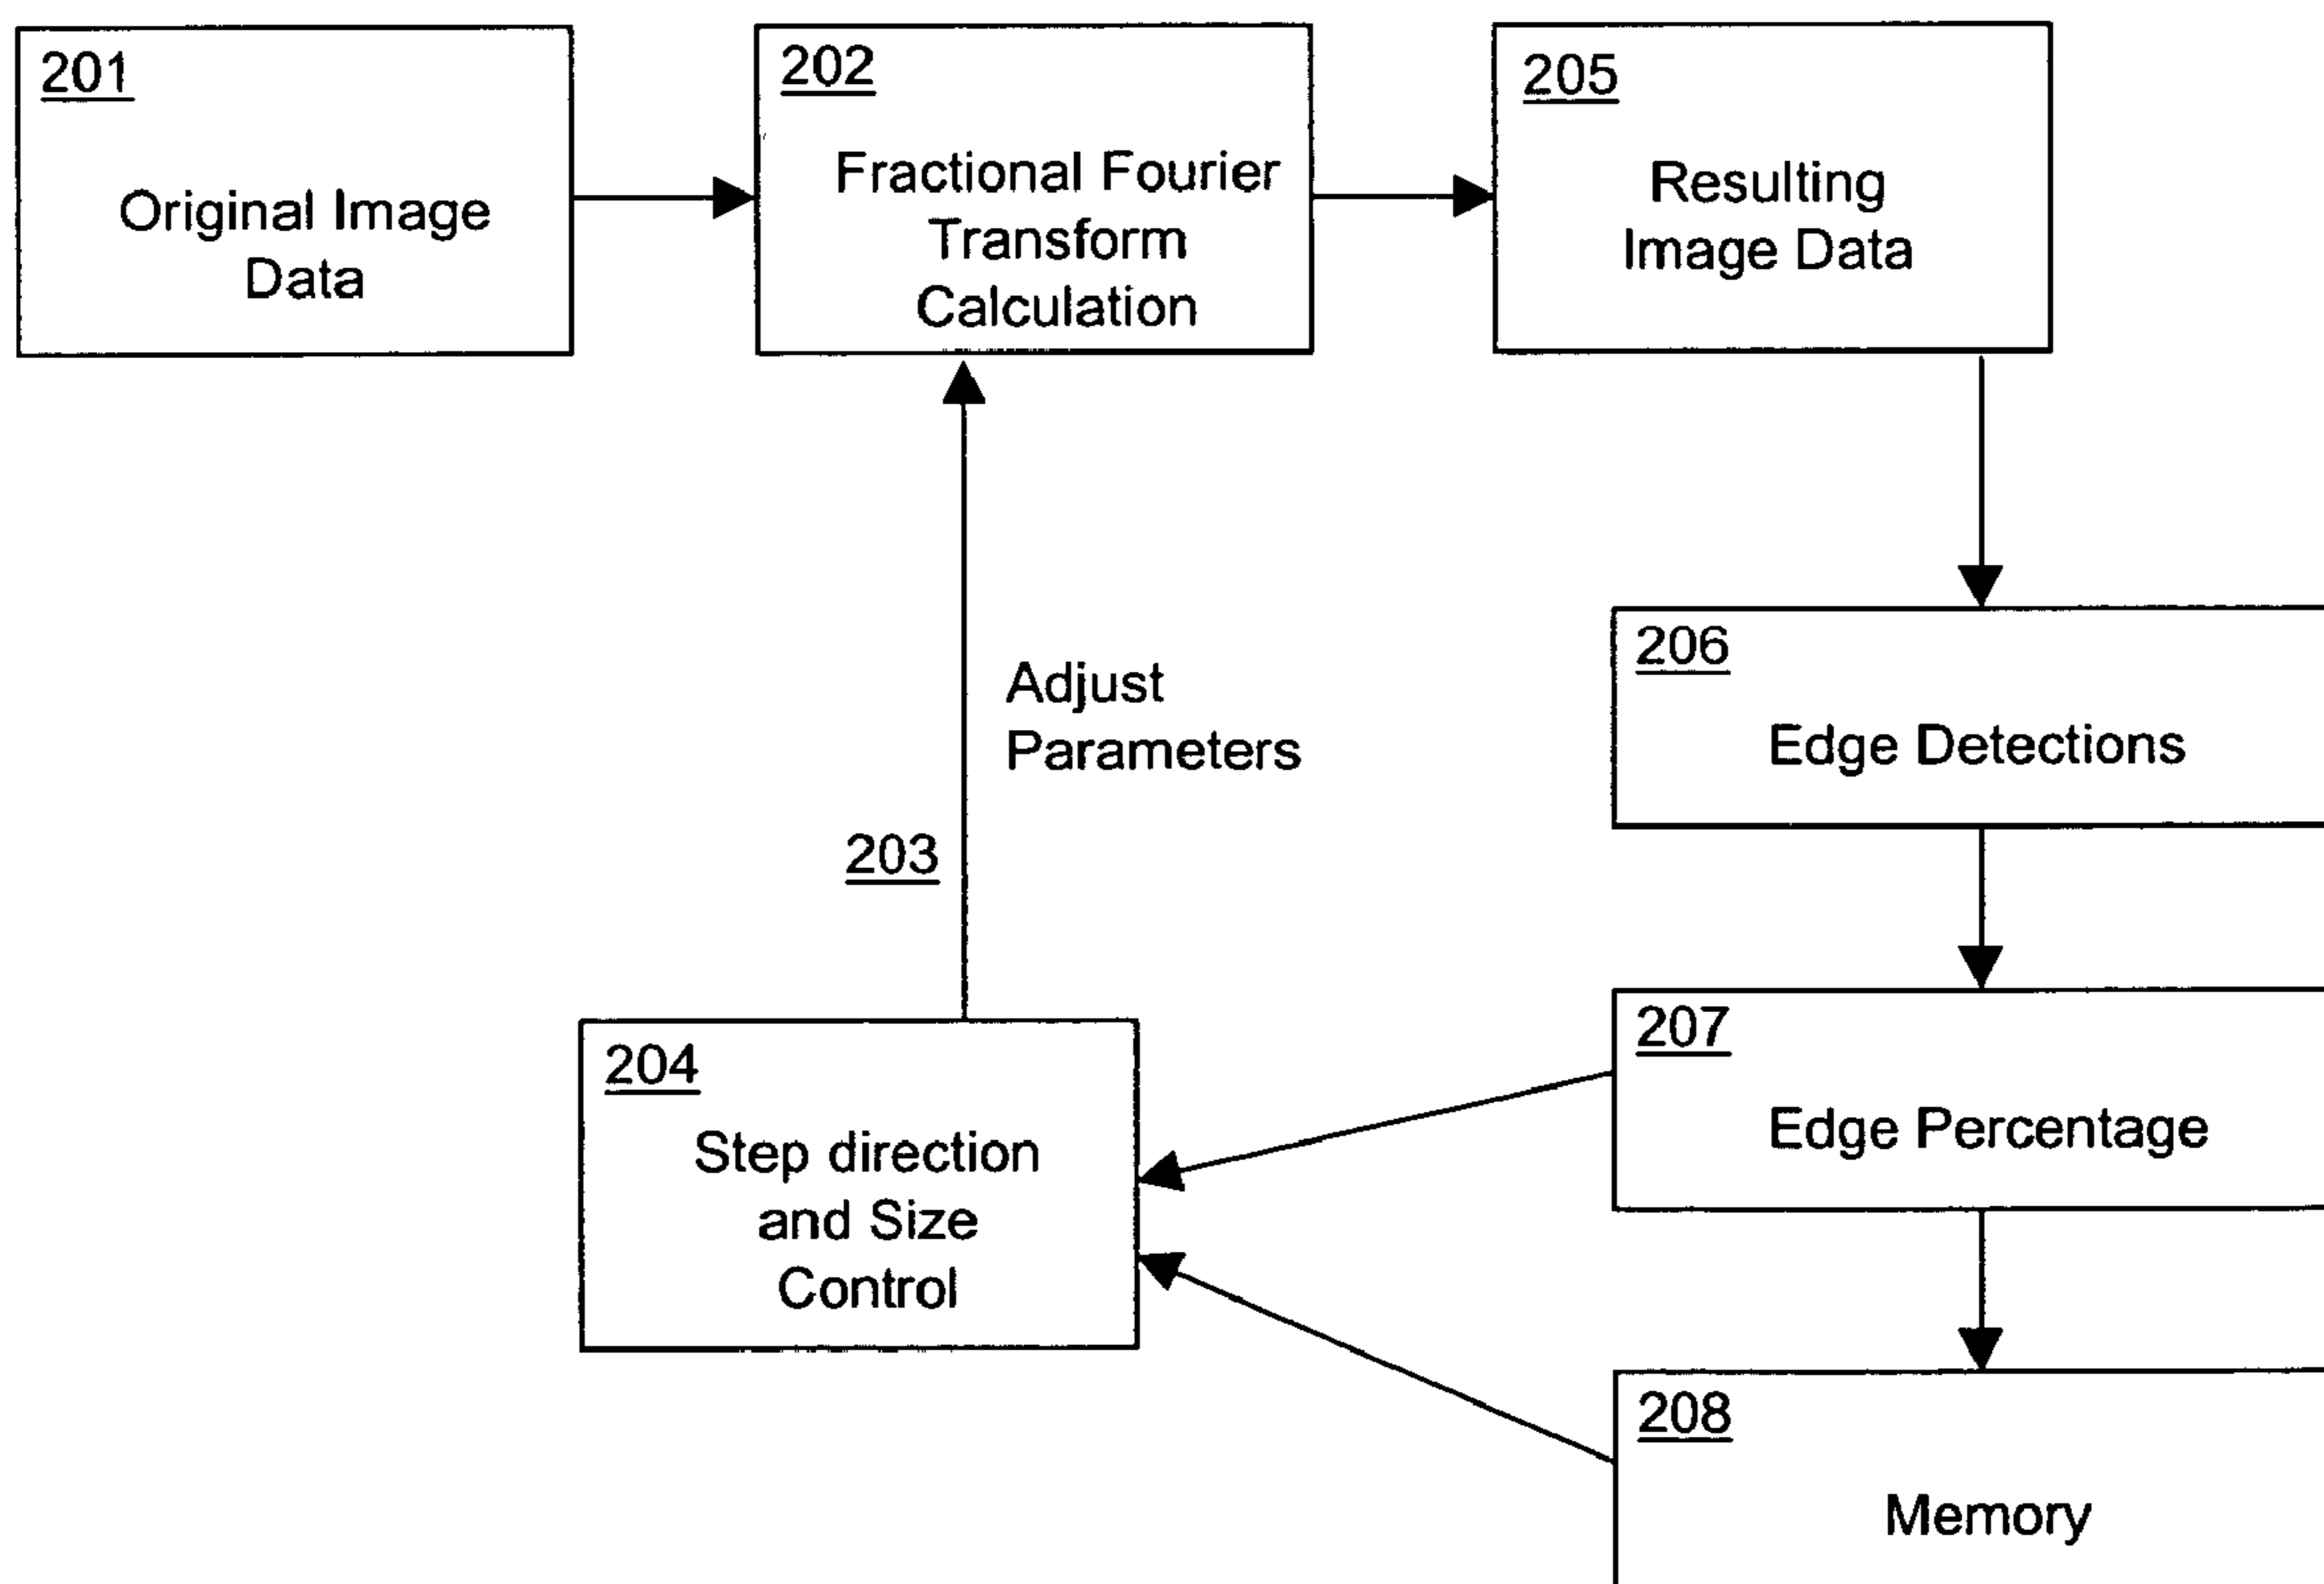 201
Original Image
Data
202
Fractional Fourier
Transform
Calculation
205
Resulting
Image Data
206
Edge Detections
Adjust
Parameters
203
204
Step direction
and Size
Control
207
Edge Percentage
208
Memory